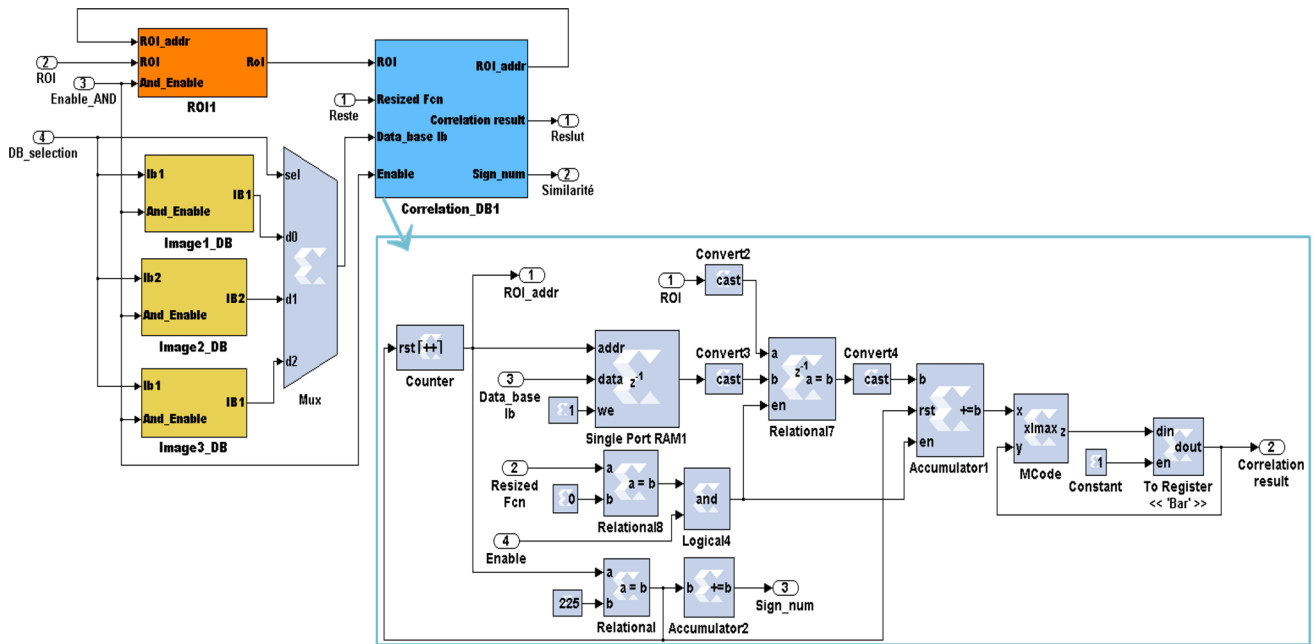 ROI_addr
ROI
And_Enable
RoI
ROI1
2
ROI
3
Enable_AND
4
DB_selection
Ib1
And_Enable
IB1
Image1_DB
Ib2
And_Enable
IB2
Image2_DB
Ib1
And_Enable
IB1
Image3_DB
sel
d0
d1
d2
Mux
1
Reste
ROI
Resized Fcn
Data_base Ib
Enable
ROI_addr
Correlation result
Sign_num
Correlation_DB1
1
Reslut
2
Similarité
1
ROI_addr
1
ROI
Convert2
cast
rst
++
Counter
3
Data_base
Ib
1
addr
data
we
z-1
Single Port RAM1
Convert3
cast
a
b
en
z-1
a = b
Relational7
Convert4
cast
b
rst
en
+=b
Accumulator1
x
y
xlmax
z
MCode
1
Constant
din
en
dout
To Register
<< 'Bar' >>
2
Correlation
result
2
Resized
Fcn
0
a
b
a = b
Relational8
and
Logical4
4
Enable
225
a
b
a = b
Relational
b
+=b
Accumulator2
3
Sign_num